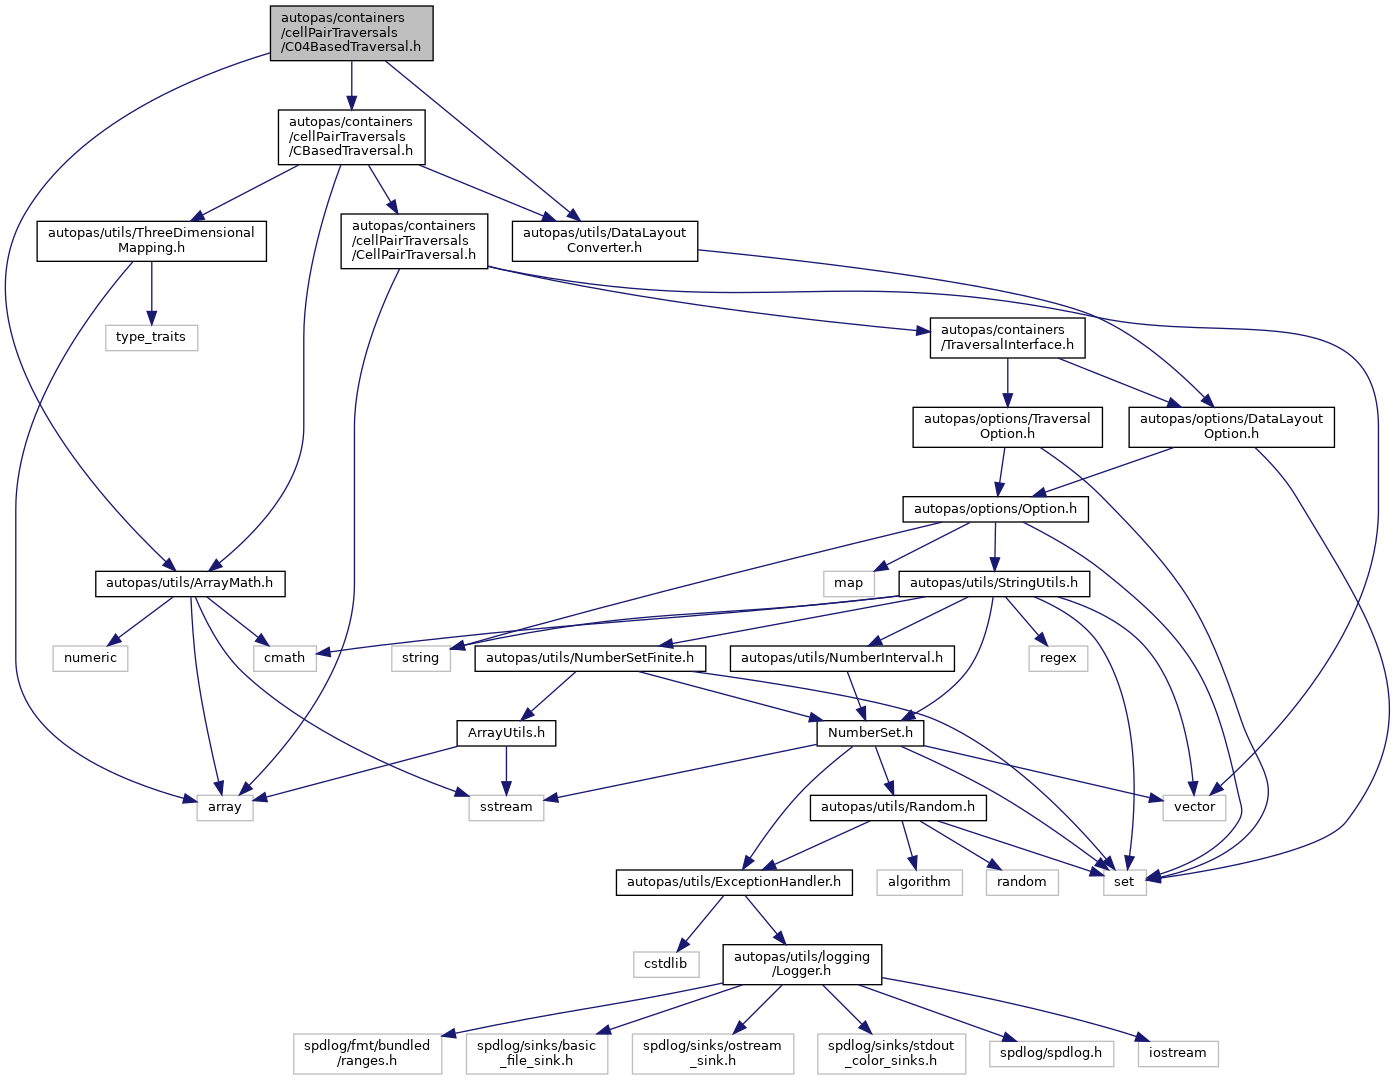 autopas/containers
/cellPairTraversals
/C04BasedTraversal.h
autopas/containers
/cellPairTraversals
/CBasedTraversal.h
autopas/utils/ThreeDimensional
Mapping.h
autopas/containers
/cellPairTraversals
/CellPairTraversal.h
autopas/utils/DataLayout
Converter.h
type_traits
autopas/containers
/TraversalInterface.h
autopas/options/Traversal
Option.h
autopas/options/DataLayout
Option.h
autopas/options/Option.h
autopas/utils/ArrayMath.h
map
autopas/utils/StringUtils.h
numeric
cmath
string
autopas/utils/NumberSetFinite.h
autopas/utils/NumberInterval.h
regex
ArrayUtils.h
NumberSet.h
array
sstream
autopas/utils/Random.h
vector
autopas/utils/ExceptionHandler.h
algorithm
random
set
cstdlib
autopas/utils/logging
/Logger.h
spdlog/fmt/bundled
/ranges.h
spdlog/sinks/basic
_file_sink.h
spdlog/sinks/ostream
_sink.h
spdlog/sinks/stdout
_color_sinks.h
spdlog/spdlog.h
iostream